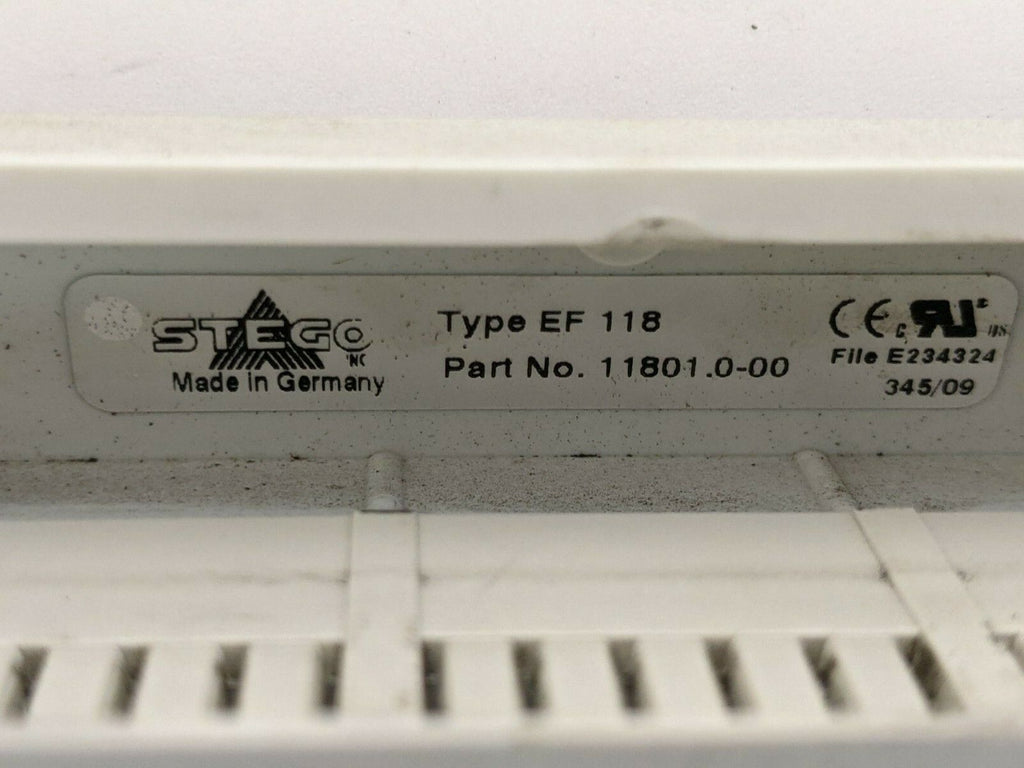 STEGO
INC
Made in Germany
Type EF 118
Part No. 11801.0-00
CE c RU US
File E234324
345/09